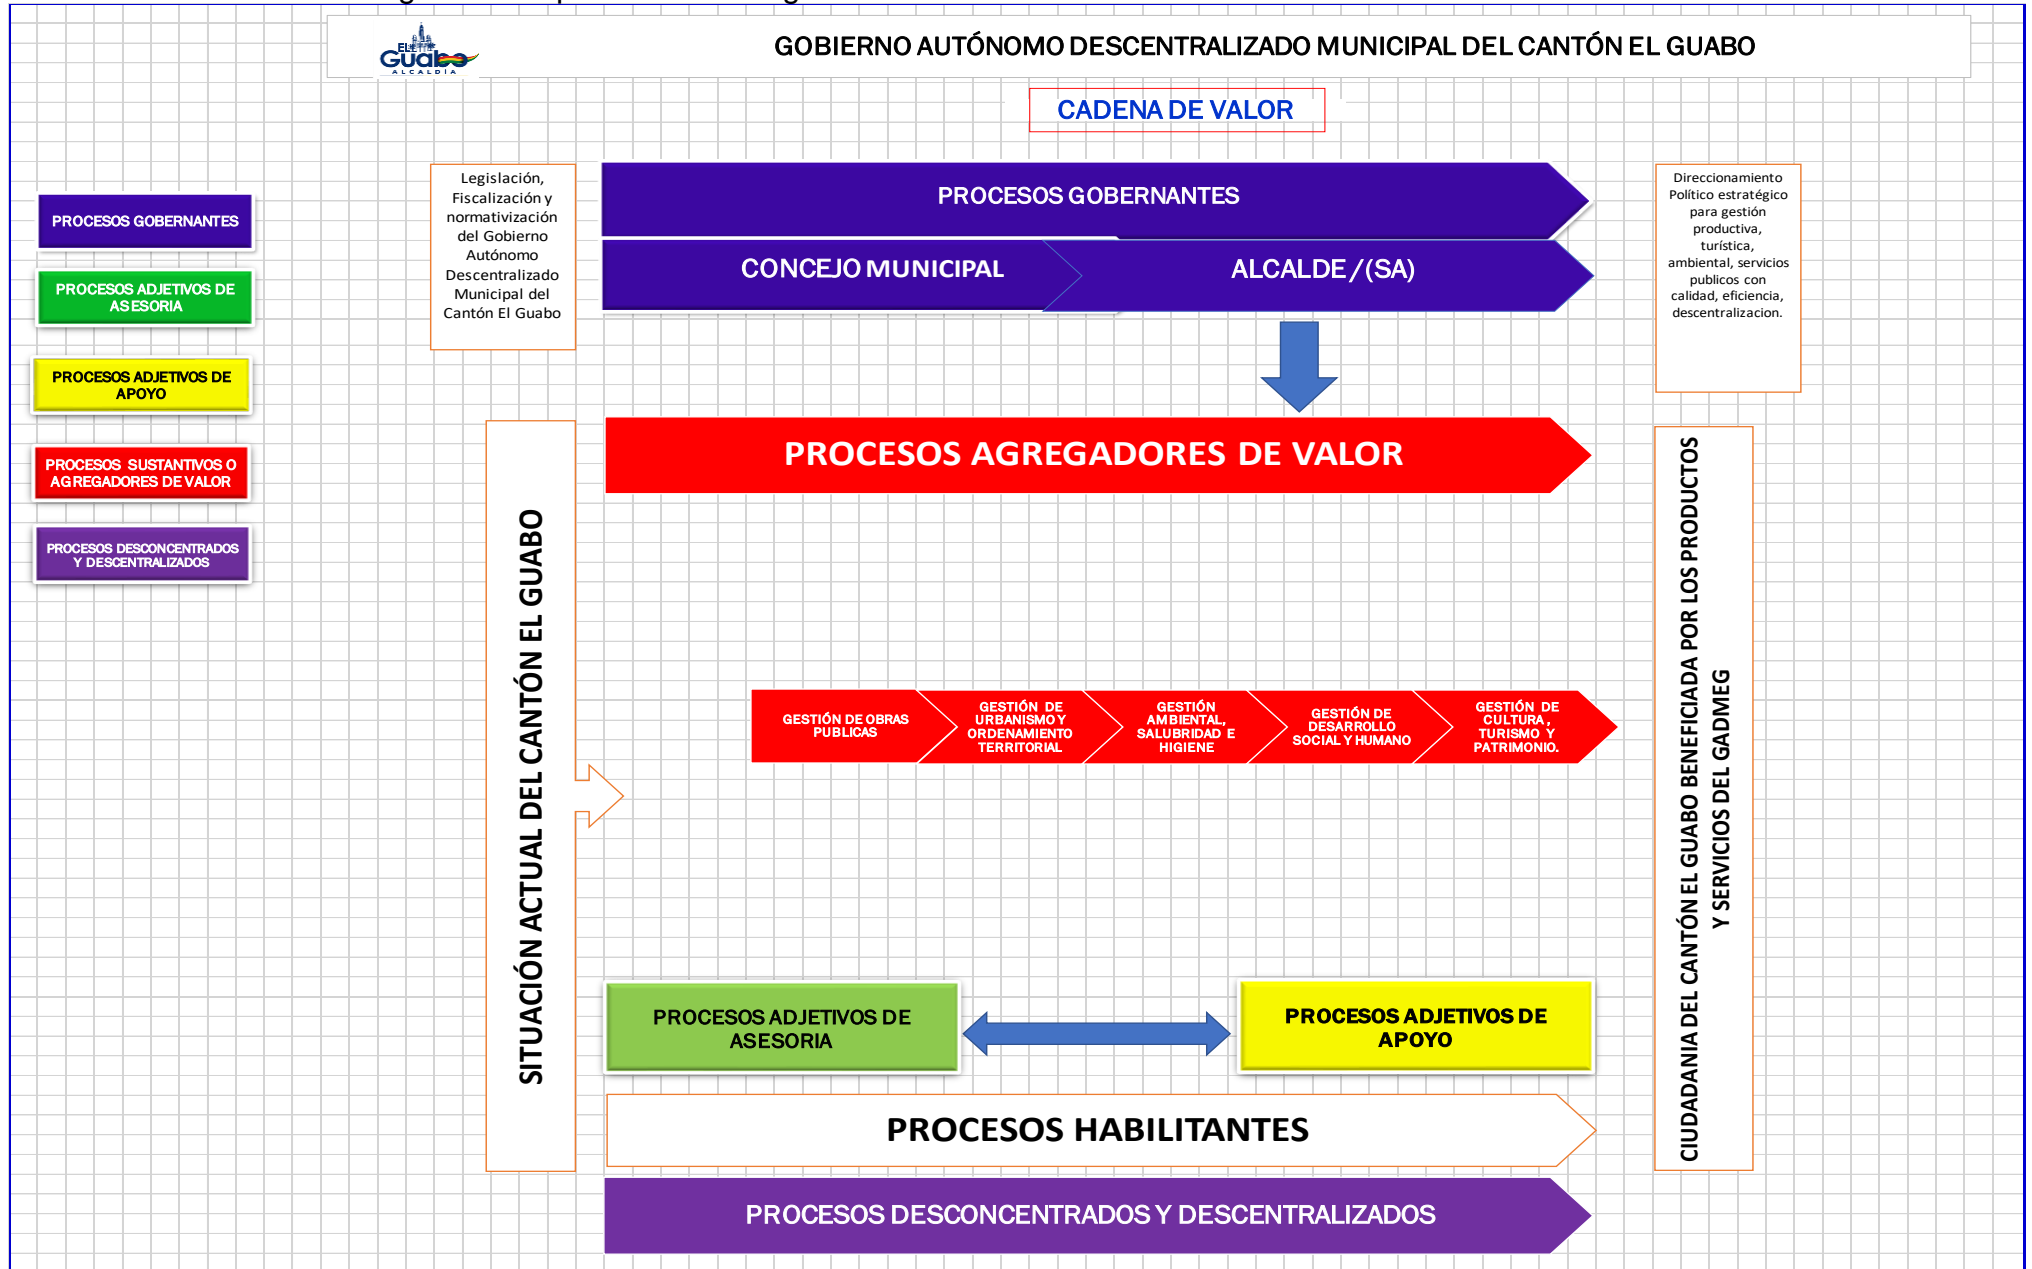 EL
Guabo
ALCALDÍA
GOBIERNO AUTÓNOMO DESCENTRALIZADO MUNICIPAL DEL CANTÓN EL GUABO
CADENA DE VALOR
PROCESOS GOBERNANTES
PROCESOS ADJETIVOS DE
ASESORIA
PROCESOS ADJETIVOS DE
APOYO
PROCESOS SUSTANTIVOS O
AGREGADORES DE VALOR
PROCESOS DESCONCENTRADOS
Y DESCENTRALIZADOS
Legislación,
Fiscalización y
normativización
del Gobierno
Autónomo
Descentralizado
Municipal del
Cantón El Guabo
PROCESOS GOBERNANTES
CONCEJO MUNICIPAL
ALCALDE/(SA)
Direccionamiento
Político estratégico
para gestión
productiva,
turística,
ambiental, servicios
publicos con
calidad, eficiencia,
descentralizacion.
SITUACIÓN ACTUAL DEL CANTÓN EL GUABO
PROCESOS AGREGADORES DE VALOR
GESTIÓN DE OBRAS
PUBLICAS
GESTIÓN DE
URBANISMO Y
ORDENAMIENTO
TERRITORIAL
GESTIÓN
AMBIENTAL,
SALUBRIDAD E
HIGIENE
GESTIÓN DE
DESARROLLO
SOCIAL Y HUMANO
GESTIÓN DE
CULTURA,
TURISMO Y
PATRIMONIO.
PROCESOS ADJETIVOS DE
ASESORIA
PROCESOS ADJETIVOS DE
APOYO
PROCESOS HABILITANTES
PROCESOS DESCONCENTRADOS Y DESCENTRALIZADOS
CIUDADANIA DEL CANTÓN EL GUABO BENEFICIADA POR LOS PRODUCTOS
Y SERVICIOS DEL GADMEG